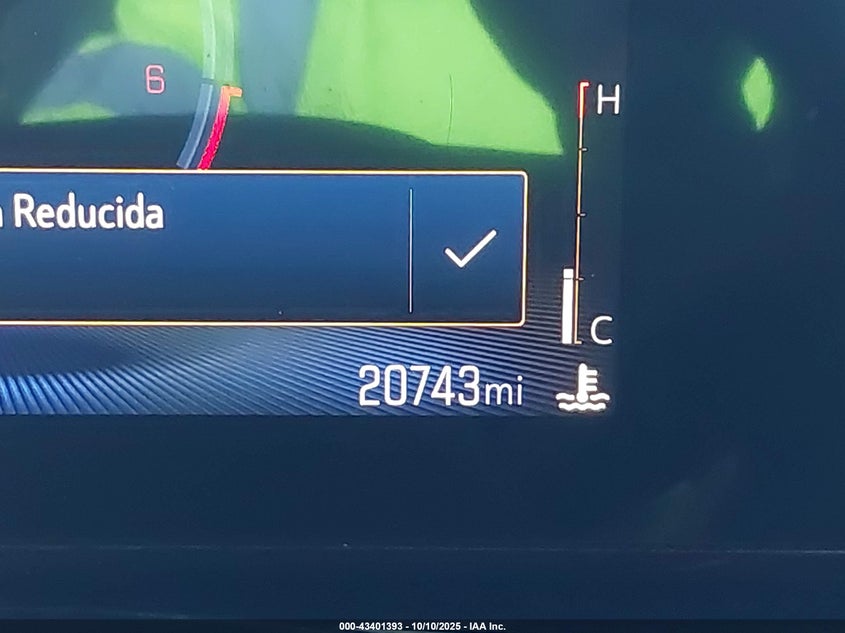 6
H
Reducida
C
20743mi
000-43401393 - 10/10/2025 - IAA Inc.